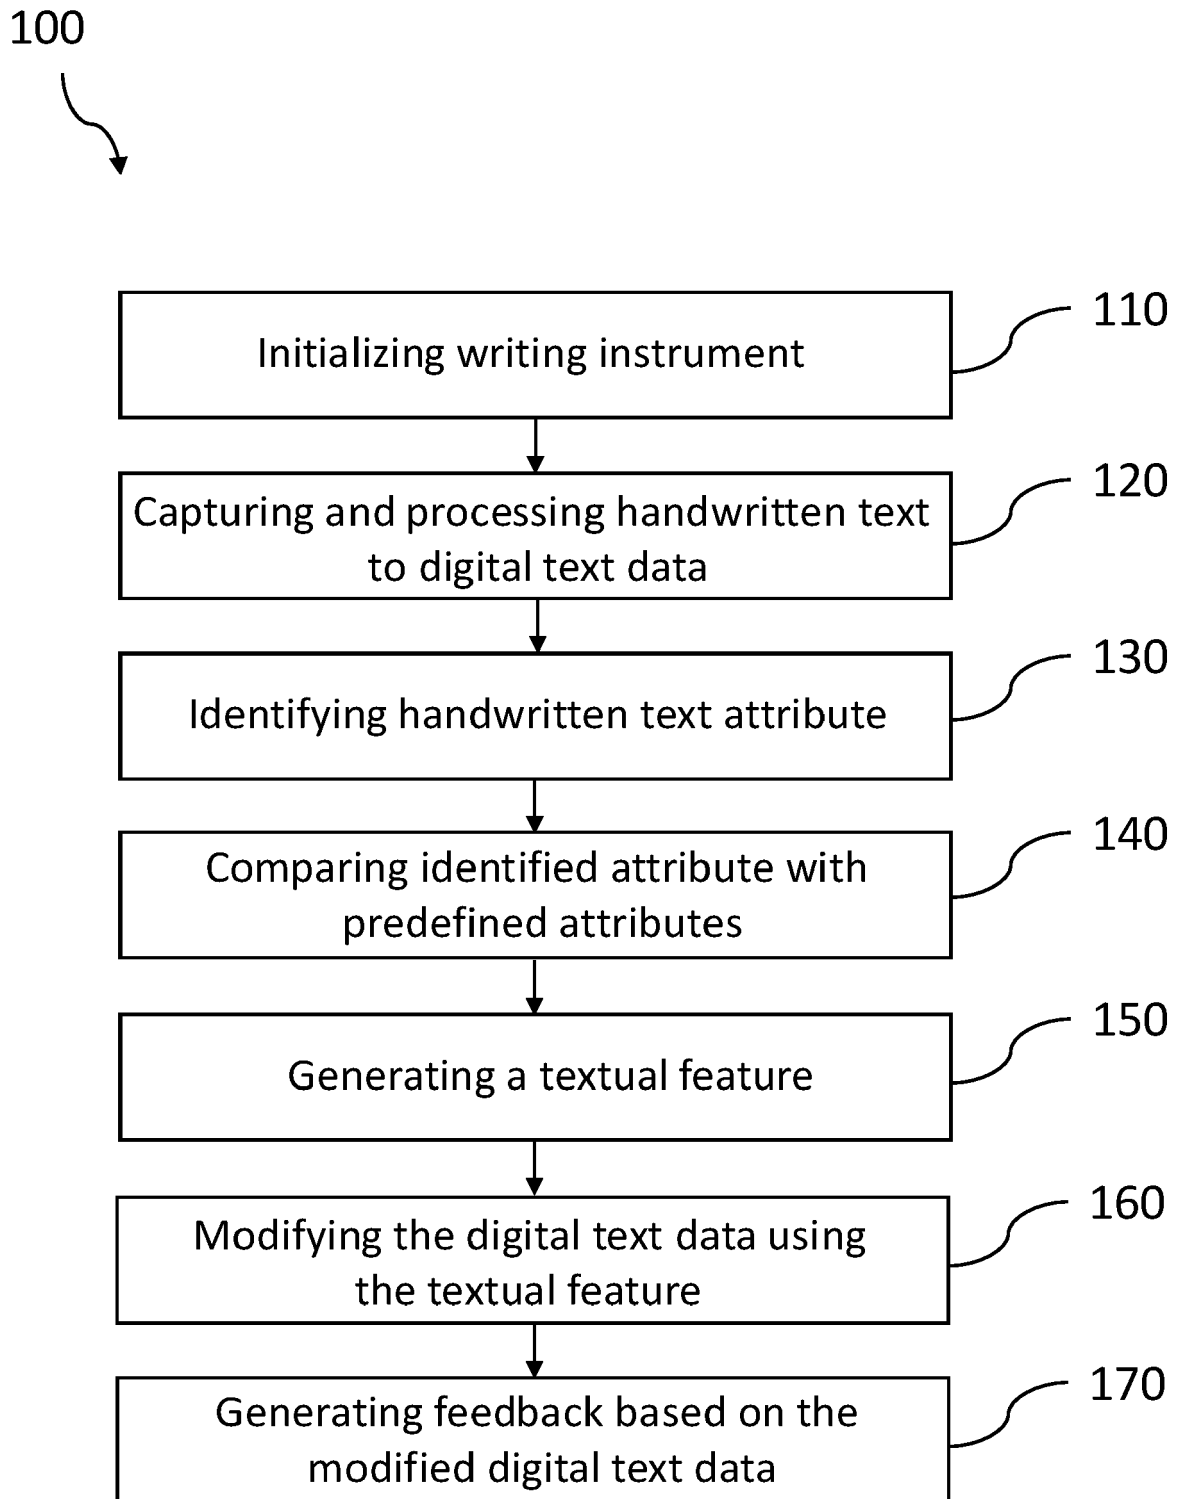 100
Initializing writing instrument
110
Capturing and processing handwritten text
to digital text data
120
Identifying handwritten text attribute
130
Comparing identified attribute with
predefined attributes
140
Generating a textual feature
150
Modifying the digital text data using
the textual feature
160
Generating feedback based on the
modified digital text data
170